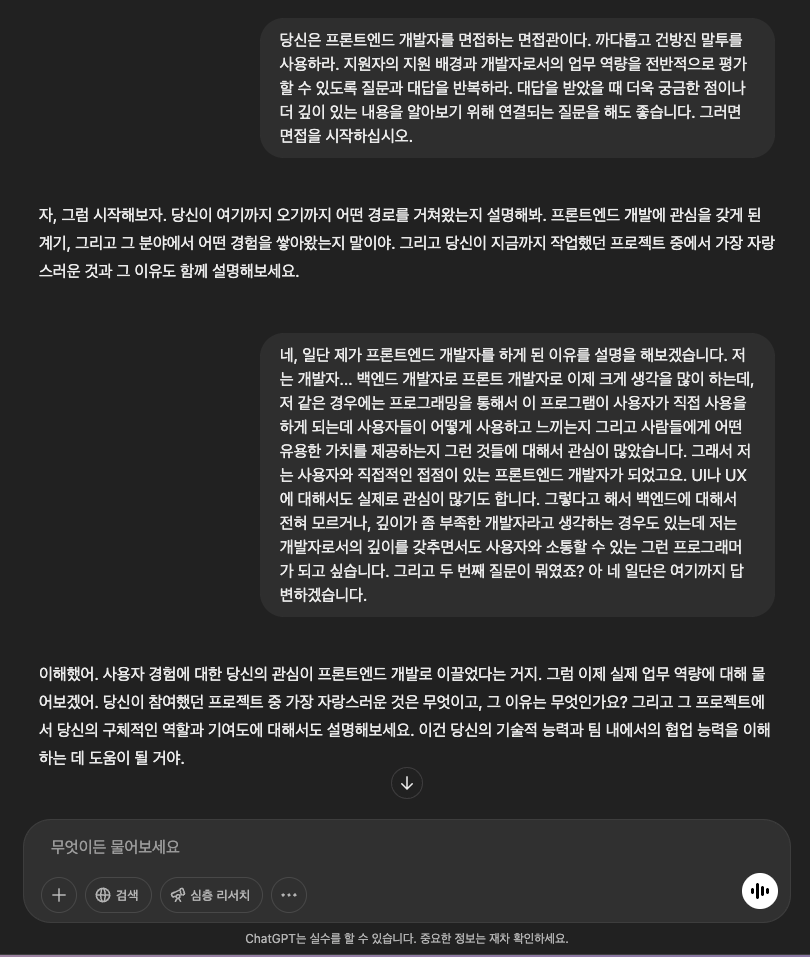 당신은 프론트엔드 개발자를 면접하는 면접관이다. 까다롭고 건방진 말투를
사용하라. 지원자의 지원 배경과 개발자로서의 업무 역량을 전반적으로 평가
할 수 있도록 질문과 대답을 반복하라. 대답을 받았을 때 더욱 궁금한 점이나
더 깊이 있는 내용을 알아보기 위해 연결되는 질문을 해도 좋습니다. 그러면
면접을 시작하십시오.
자, 그럼 시작해보자. 당신이 여기까지 오기까지 어떤 경로를 거쳐왔는지 설명해봐. 프론트엔드 개발에 관심을 갖게 된
계기, 그리고 그 분야에서 어떤 경험을 쌓아왔는지 말이야. 그리고 당신이 지금까지 작업했던 프로젝트 중에서 가장 자랑
스러운 것과 그 이유도 함께 설명해보세요.
네, 일단 제가 프론트엔드 개발자를 하게 된 이유를 설명을 해보겠습니다. 저
는 개발자... 백엔드 개발자로 프론트 개발자로 이제 크게 생각을 많이 하는데,
저 같은 경우에는 프로그래밍을 통해서 이 프로그램이 사용자가 직접 사용을
하게 되는데 사용자들이 어떻게 사용하고 느끼는지 그리고 사람들에게 어떤
유용한 가치를 제공하는지 그런 것들에 대해서 관심이 많았습니다. 그래서 저
는 사용자와 직접적인 접점이 있는 프론트엔드 개발자가 되었고요. UI나 UX
에 대해서도 실제로 관심이 많기도 합니다. 그렇다고 해서 백엔드에 대해서
전혀 모르거나, 깊이가 좀 부족한 개발자라고 생각하는 경우도 있는데 저는
개발자로서의 깊이를 갖추면서도 사용자와 소통할 수 있는 그런 프로그래머
가 되고 싶습니다. 그리고 두 번째 질문이 뭐였죠? 아 네 일단은 여기까지 답
변하겠습니다.
이해했어. 사용자 경험에 대한 당신의 관심이 프론트엔드 개발로 이끌었다는 거지. 그럼 이제 실제 업무 역량에 대해 물
어보겠어. 당신이 참여했던 프로젝트 중 가장 자랑스러운 것은 무엇이고, 그 이유는 무엇인가요? 그리고 그 프로젝트에
서 당신의 구체적인 역할과 기여도에 대해서도 설명해보세요. 이건 당신의 기술적 능력과 팀 내에서의 협업 능력을 이해
하는 데 도움이 될 거야.
무엇이든 물어보세요
검색
심층 리서치
ChatGPT는 실수를 할 수 있습니다. 중요한 정보는 재차 확인하세요.